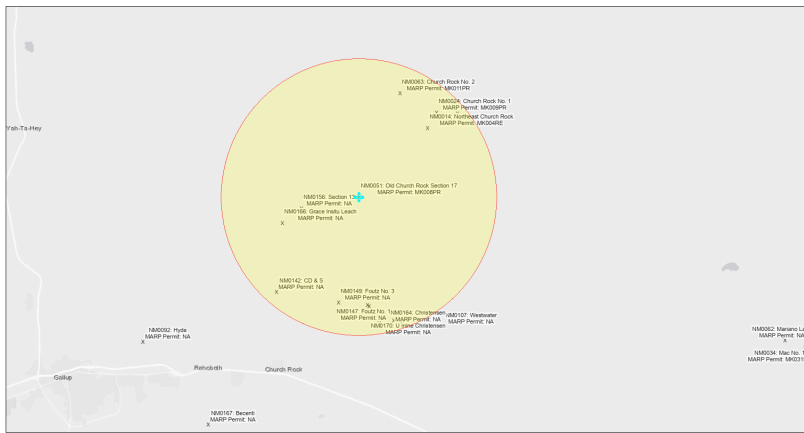 NM0063: Church Rock No. 2
MARP Permit: MK011PR
NM0024: Church Rock No. 1
MARP Permit: MK009PR
NM0014: Northeast Church Rock
MARP Permit: MK004RE
Yah-Ta-Hey
NM0051: Old Church Rock Section 17
MARP Permit: MK008PR
NM0156: Section 13
MARP Permit: NA
NM0166: Grace Insitu Leach
MARP Permit: NA
NM0142: CD & S
MARP Permit: NA
NM0149: Foutz No. 3
MARP Permit: NA
NM0147: Foutz No. 1
MARP Permit: NA
NM0164: Christensen
MARP Permit: NA
NM0107: Westwater
MARP Permit: NA
NM0170: U Christensen
MARP Permit: NA
NM0092: Hyde
MARP Permit: NA
NM0062: Mariano La
MARP Permit: NA
NM0034: Mac No. 1
MARP Permit: MK031
Rehoboth
Church Rock
Gallup
NM0167: Becenti
MARP Permit: NA